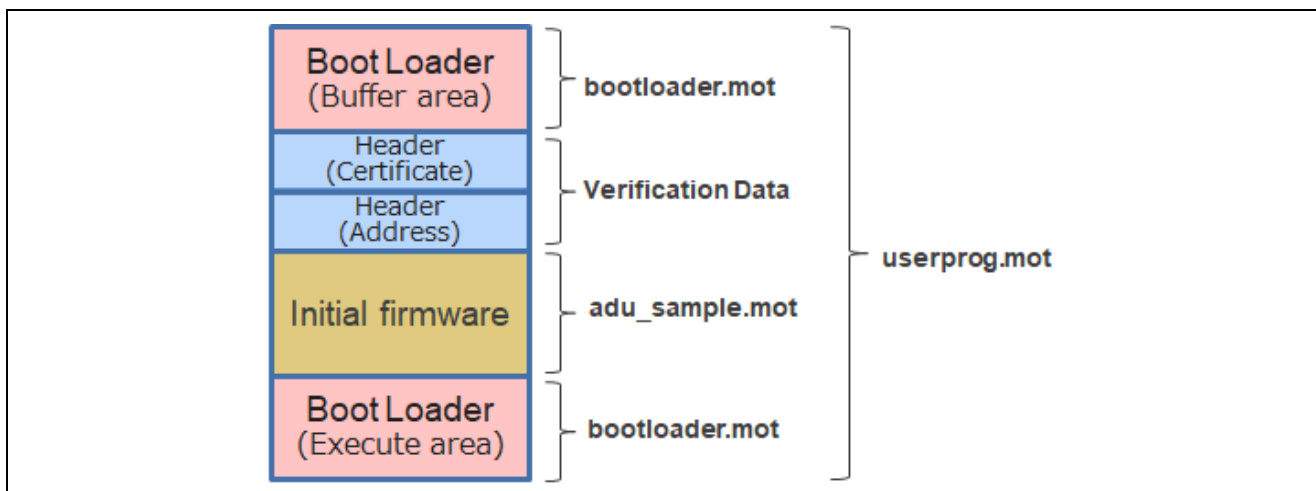 Boot Loader
(Buffer area)
bootloader.mot
Header
(Certificate)
Verification Data
Header
(Address)
userprog.mot
Initial firmware
adu_sample.mot
Boot Loader
(Execute area)
bootloader.mot